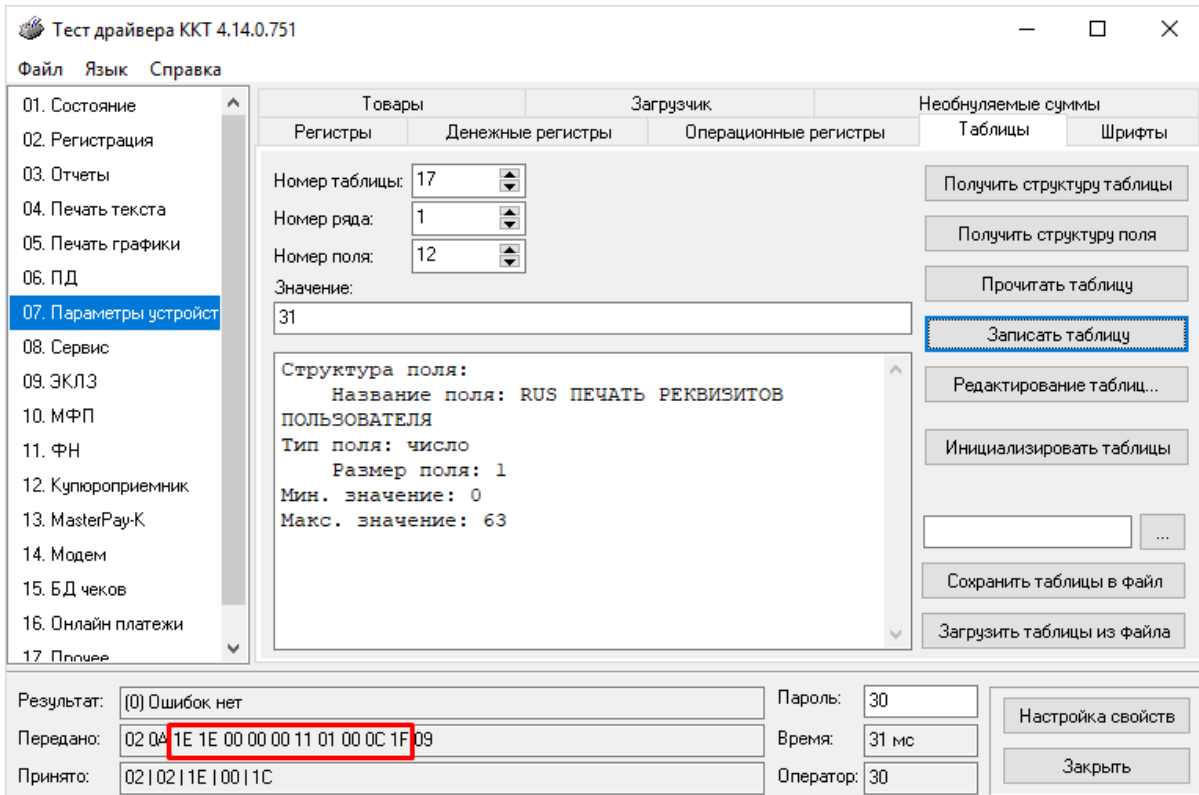 Тест драйвера ККТ 4.14.0.751
Файл Язык Справка
01. Состояние
02. Регистрация
03. Отчеты
04. Печать текста
05. Печать графики
06. ПД
07. Параметры устройст
08. Сервис
09. ЭКЛЗ
10. МФП
11. ФН
12. Купюроприемник
13. MasterPay-K
14. Модем
15. БД чеков
16. Онлайн платежи
17. Прочее
Товары Загрузчик Необнуляемые суммы
Регистры Денежные регистры Операционные регистры Таблицы Шрифты
Номер таблицы: 17
Номер ряда: 1
Номер поля: 12
Значение:
31
Структура поля:
Название поля: RUS ПЕЧАТЬ РЕКВИЗИТОВ
ПОЛЬЗОВАТЕЛЯ
Тип поля: число
Размер поля: 1
Мин. значение: 0
Макс. значение: 63
Получить структуру таблицы
Получить структуру поля
Прочитать таблицу
Записать таблицу
Редактирование таблиц...
Инициализировать таблицы
...
Сохранить таблицы в файл
Загрузить таблицы из файла
Результат: (0) Ошибок нет
Передано: 02 0A 1E 1E 00 00 00 11 01 00 0C 1F 09
Принято: 02 | 02 | 1E | 00 | 1C
Пароль: 30
Время: 31 мс
Оператор: 30
Настройка свойств
Закрыть